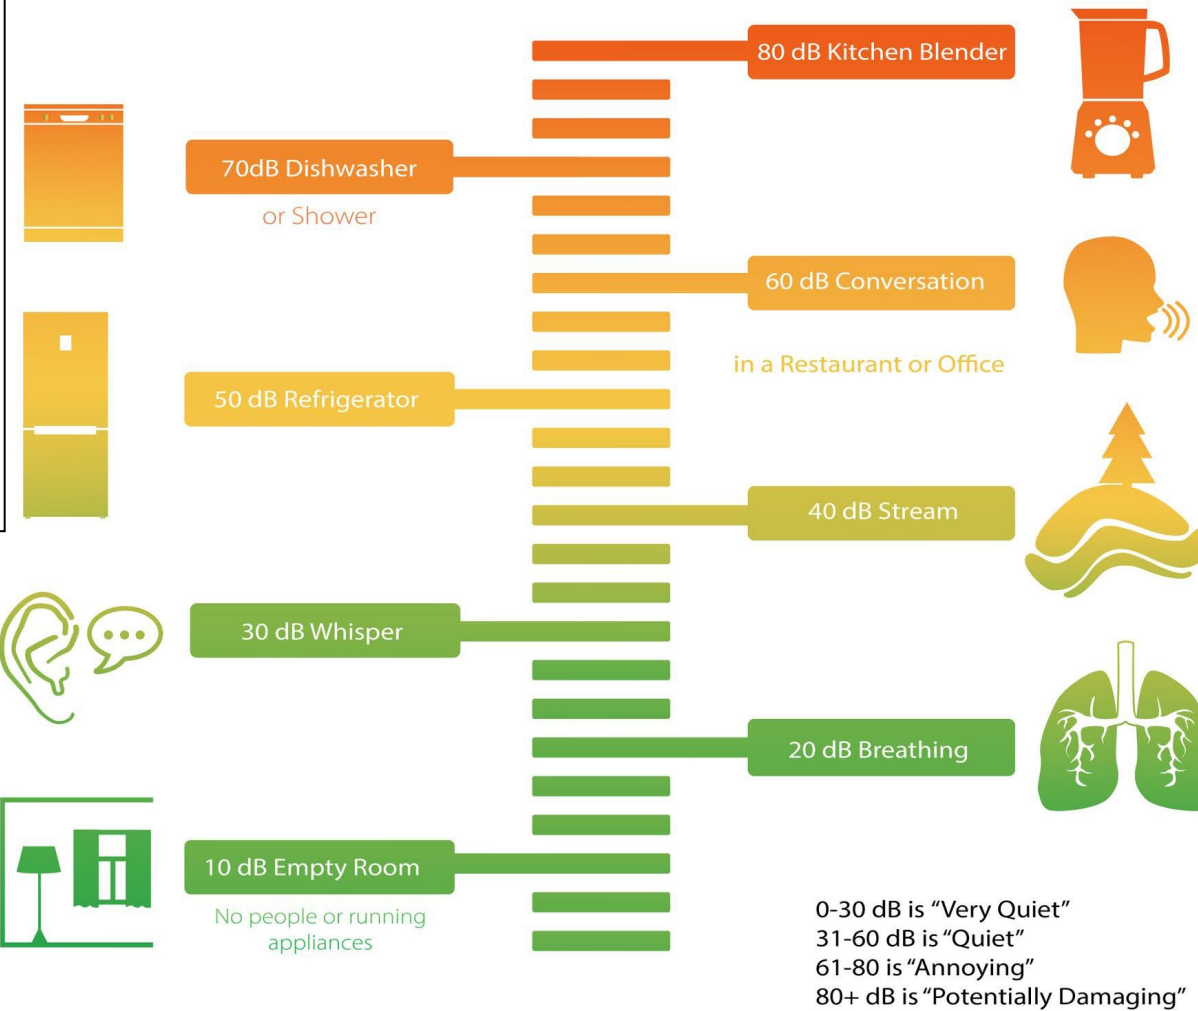 80 dB Kitchen Blender
70dB Dishwasher
or Shower
60 dB Conversation
in a Restaurant or Office
50 dB Refrigerator
40 dB Stream
30 dB Whisper
20 dB Breathing
10 dB Empty Room
No people or running
appliances
0-30 dB is “Very Quiet”
31-60 dB is “Quiet”
61-80 is “Annoying”
80+ dB is “Potentially Damaging”